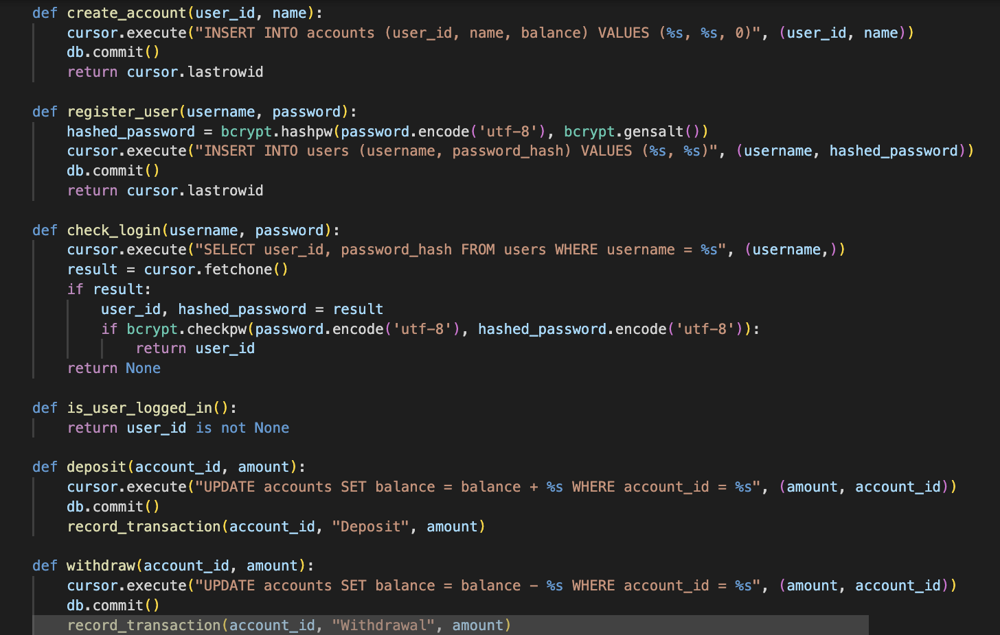 def create_account(user_id, name):
    cursor.execute("INSERT INTO accounts (user_id, name, balance) VALUES (%s, %s, 0)", (user_id, name))
    db.commit()
    return cursor.lastrowid

def register_user(username, password):
    hashed_password = bcrypt.hashpw(password.encode('utf-8'), bcrypt.gensalt())
    cursor.execute("INSERT INTO users (username, password_hash) VALUES (%s, %s)", (username, hashed_password))
    db.commit()
    return cursor.lastrowid

def check_login(username, password):
    cursor.execute("SELECT user_id, password_hash FROM users WHERE username = %s", (username,))
    result = cursor.fetchone()
    if result:
        user_id, hashed_password = result
        if bcrypt.checkpw(password.encode('utf-8'), hashed_password.encode('utf-8')):
            return user_id
    return None

def is_user_logged_in():
    return user_id is not None

def deposit(account_id, amount):
    cursor.execute("UPDATE accounts SET balance = balance + %s WHERE account_id = %s", (amount, account_id))
    db.commit()
    record_transaction(account_id, "Deposit", amount)

def withdraw(account_id, amount):
    cursor.execute("UPDATE accounts SET balance = balance - %s WHERE account_id = %s", (amount, account_id))
    db.commit()
    record_transaction(account_id, "Withdrawal", amount)